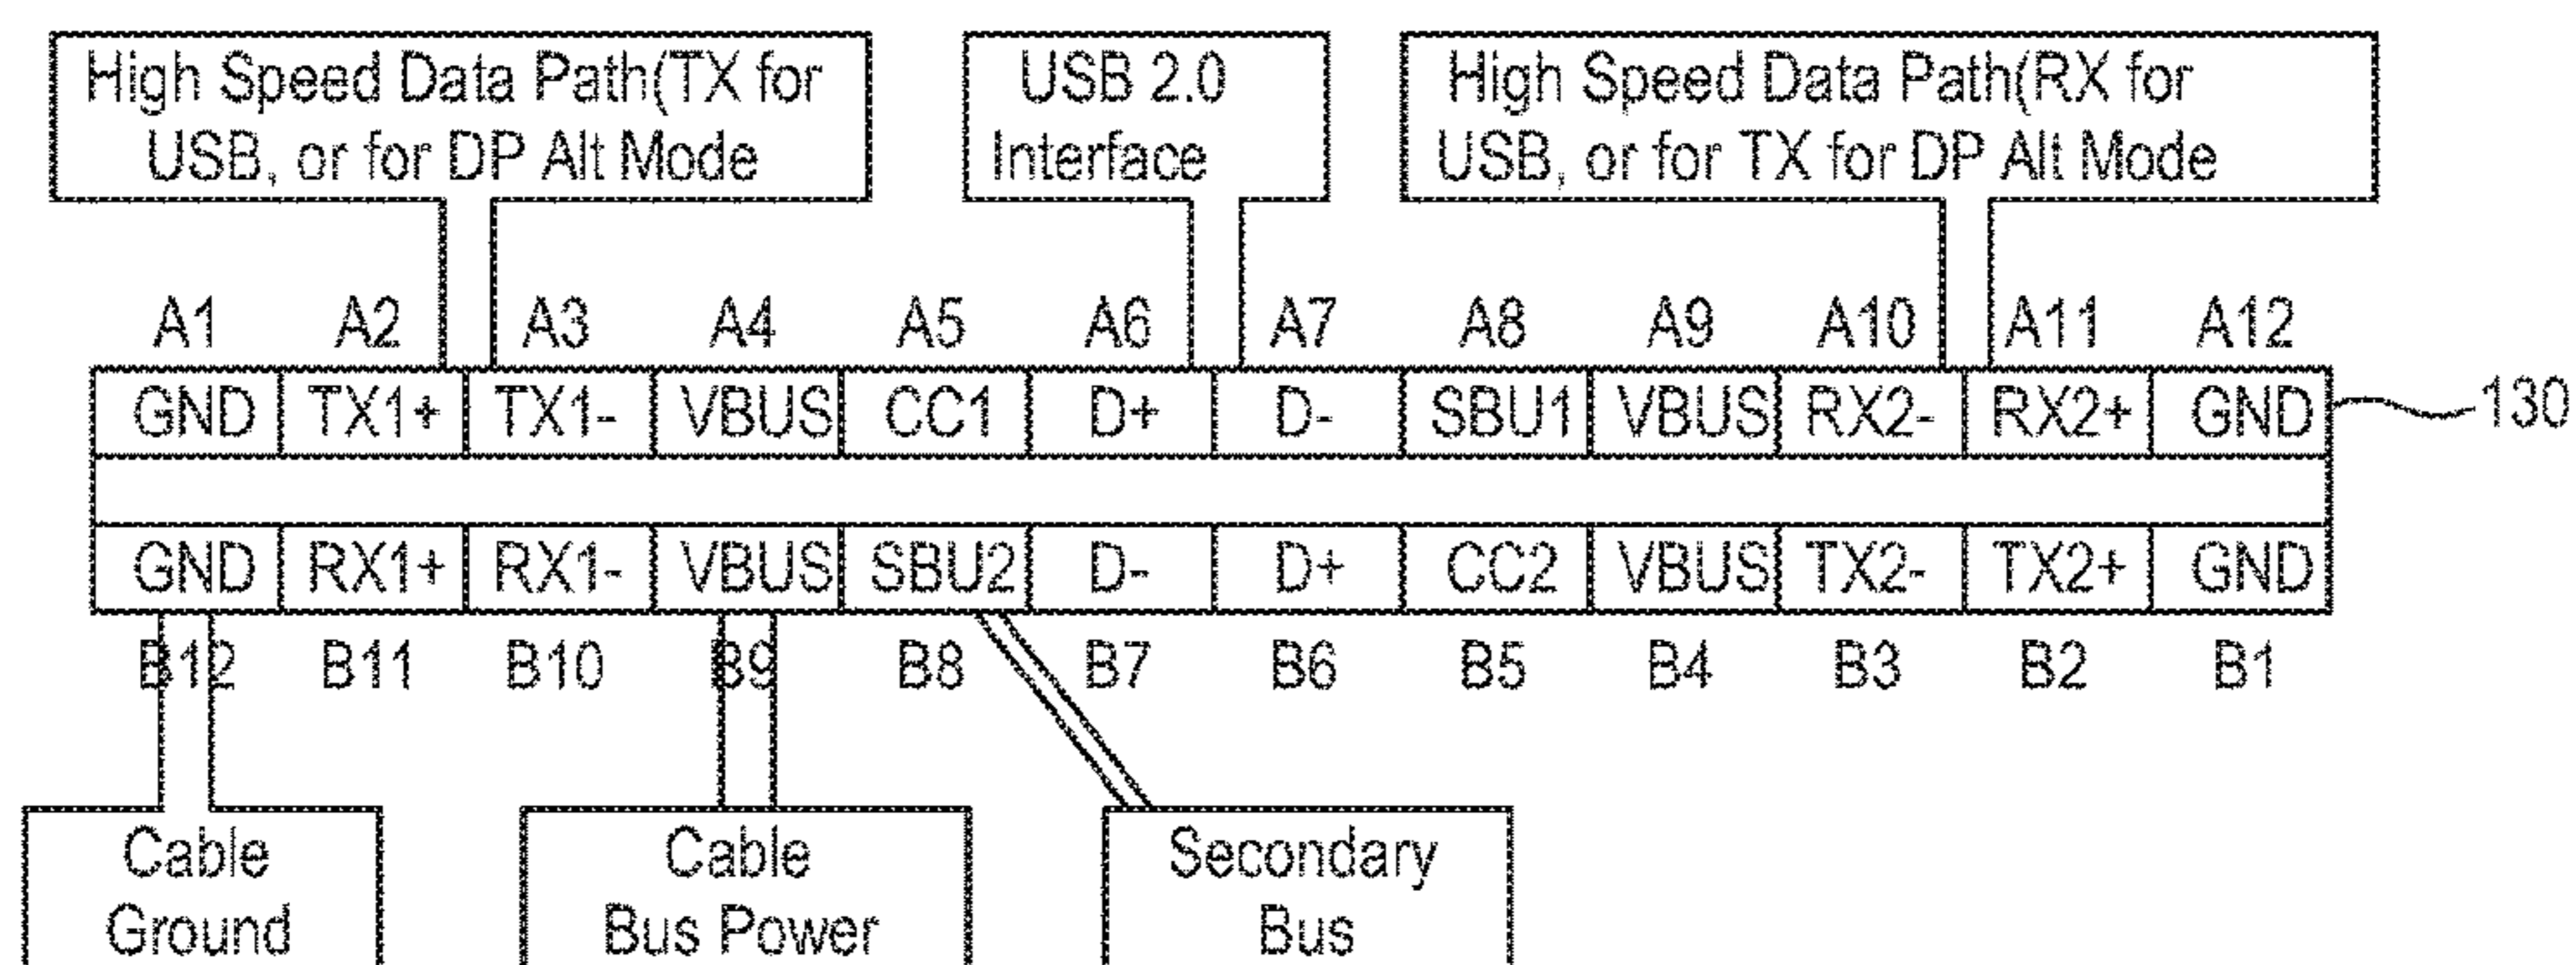 High Speed Data Path(TX for
USB, or for DP Alt Mode
USB 2.0
Interface
High Speed Data Path(RX for
USB, or for TX for DP Alt Mode
A1 A2 A3 A4 A5 A6 A7 A8 A9 A10 A11 A12
GND TX1+ TX1- VBUS CC1 D+ D- SBU1 VBUS RX2- RX2+ GND
130
GND RX1+ RX1- VBUS SBU2 D- D+ CC2 VBUS TX2- TX2+ GND
B12 B11 B10 B9 B8 B7 B6 B5 B4 B3 B2 B1
Cable
Ground
Cable
Bus Power
Secondary
Bus